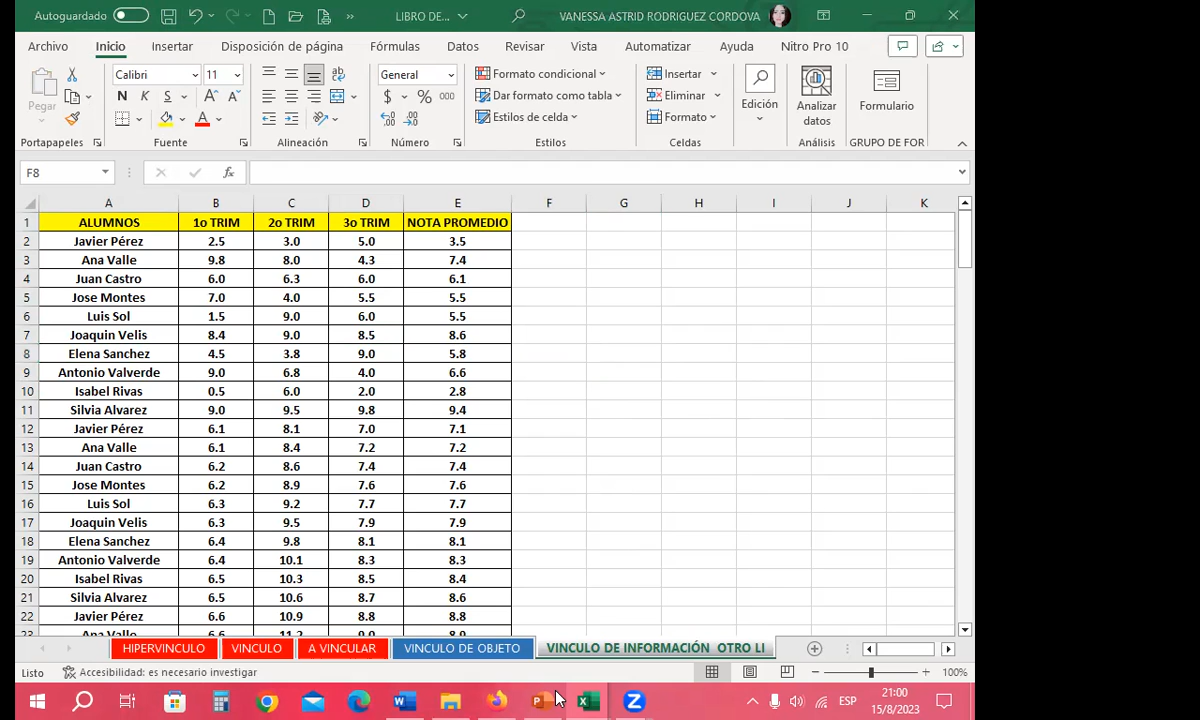 Autoguardado LIBRO DE... VANESSA ASTRID RODRIGUEZ CORDOVA
Archivo Inicio Insertar Disposición de página Fórmulas Datos Revisar Vista Automatizar Ayuda Nitro Pro 10
Pegar Calibri 11 General Formato condicional Insertar
N K S $ % 000 Dar formato como tabla Eliminar Edición Analizar datos Formulario
Estilos de celda Formato
Portapapeles Fuente Alineación Número Estilos Celdas Análisis GRUPO DE FOR
F8 fx
A B C D E F G H I J K
1 ALUMNOS 1o TRIM 2o TRIM 3o TRIM NOTA PROMEDIO
2 Javier Pérez 2.5 3.0 5.0 3.5
3 Ana Valle 9.8 8.0 4.3 7.4
4 Juan Castro 6.0 6.3 6.0 6.1
5 Jose Montes 7.0 4.0 5.5 5.5
6 Luis Sol 1.5 9.0 6.0 5.5
7 Joaquin Velis 8.4 9.0 8.5 8.6
8 Elena Sanchez 4.5 3.8 9.0 5.8
9 Antonio Valverde 9.0 6.8 4.0 6.6
10 Isabel Rivas 0.5 6.0 2.0 2.8
11 Silvia Alvarez 9.0 9.5 9.8 9.4
12 Javier Pérez 6.1 8.1 7.0 7.1
13 Ana Valle 6.1 8.4 7.2 7.2
14 Juan Castro 6.2 8.6 7.4 7.4
15 Jose Montes 6.2 8.9 7.6 7.6
16 Luis Sol 6.3 9.2 7.7 7.7
17 Joaquin Velis 6.3 9.5 7.9 7.9
18 Elena Sanchez 6.4 9.8 8.1 8.1
19 Antonio Valverde 6.4 10.1 8.3 8.3
20 Isabel Rivas 6.5 10.3 8.5 8.4
21 Silvia Alvarez 6.5 10.6 8.7 8.6
22 Javier Pérez 6.6 10.9 8.8 8.8
23 Ana Valle 6.6 11.2 9.0 8.9
HIPERVINCULO VINCULO A VINCULAR VINCULO DE OBJETO VINCULO DE INFORMACIÓN OTRO LI
Listo Accesibilidad: es necesario investigar 100%
ESP 21:00
15/8/2023